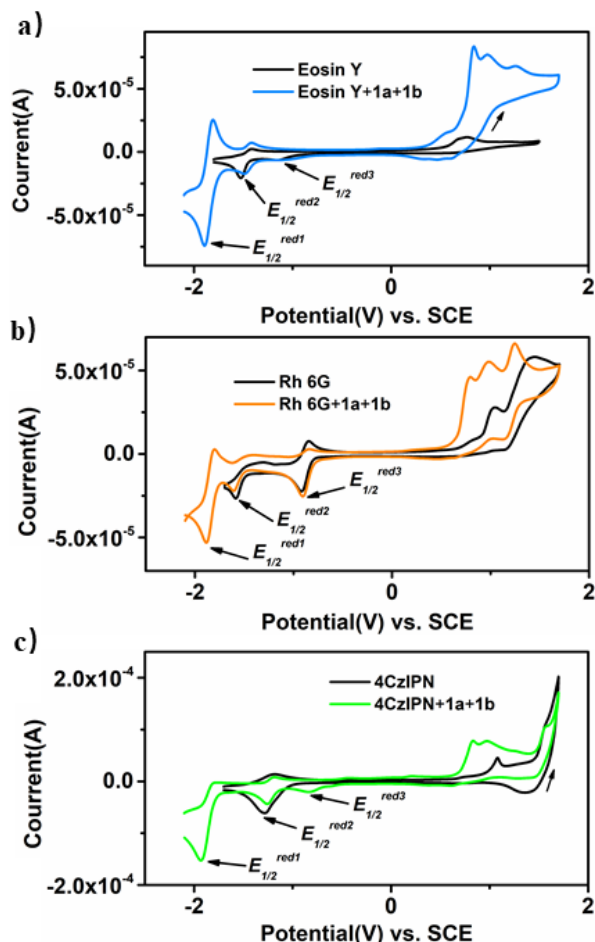 a)
Eosin Y
Eosin Y+1a+1b
5.0x10⁻⁵
0.0
-5.0x10⁻⁵
Courrent(A)
E₁/₂ʳᵉᵈ³
E₁/₂ʳᵉᵈ²
E₁/₂ʳᵉᵈ¹
-2
0
2
Potential(V) vs. SCE
b)
Rh 6G
Rh 6G+1a+1b
5.0x10⁻⁵
0.0
-5.0x10⁻⁵
Courrent(A)
E₁/₂ʳᵉᵈ³
E₁/₂ʳᵉᵈ²
E₁/₂ʳᵉᵈ¹
-2
0
2
Potential(V) vs. SCE
c)
4CzIPN
4CzIPN+1a+1b
2.0x10⁻⁴
0.0
-2.0x10⁻⁴
Courrent(A)
E₁/₂ʳᵉᵈ³
E₁/₂ʳᵉᵈ²
E₁/₂ʳᵉᵈ¹
-2
0
2
Potential(V) vs. SCE